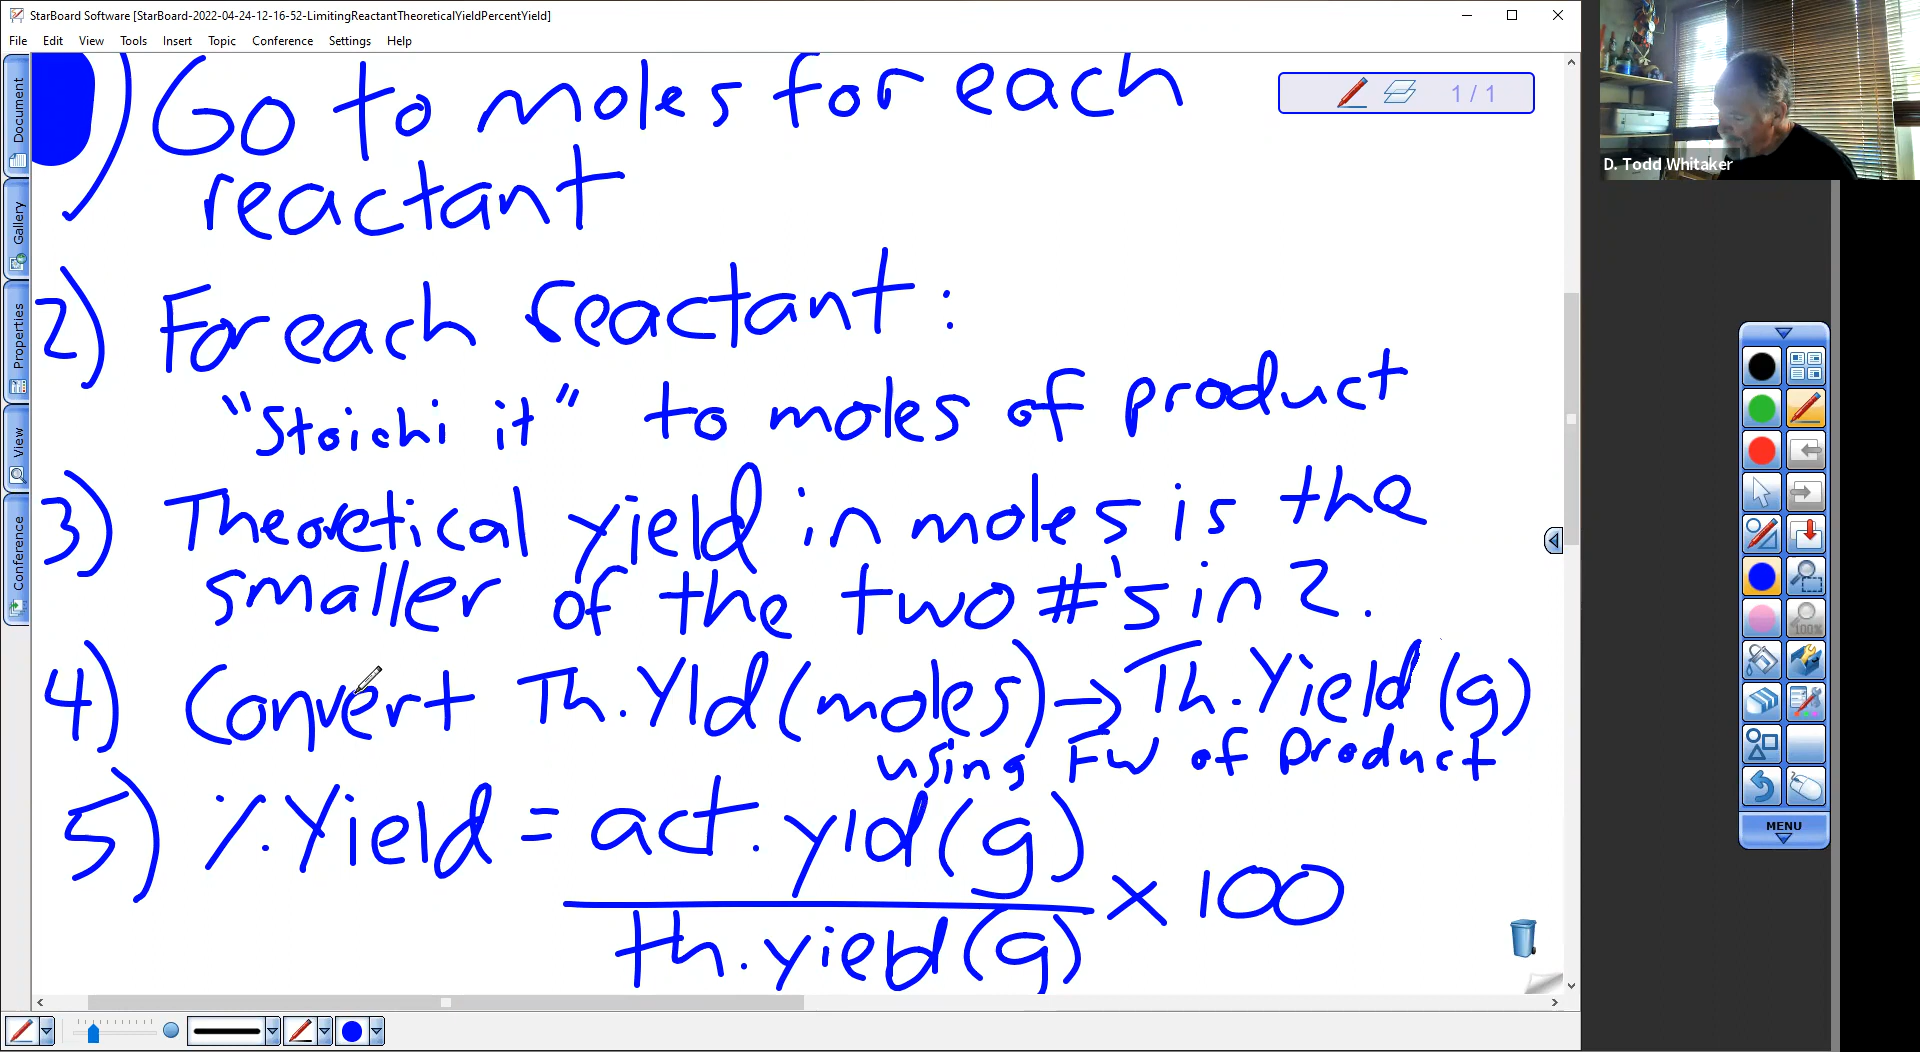 StarBoard Software [StarBoard-2022-04-24-12-16-52-LimitingReactantTheoreticalYieldPercentYield]
File Edit View Tools Insert Topic Conference Settings Help
Document
Gallery
Properties
View
Conference
1 / 1
D. Todd Whitaker
1) Go to moles for each
reactant
2) For each reactant :
"Stoichi it" to moles of product
3) Theoretical yield in moles is the
smaller of the two #'s in 2.
4) Convert Th. Yld (moles) → Th. Yield (g)
using FW of Product
5) % Yield = act. yld (g)
× 100
th. yield (g)
100%
MENU